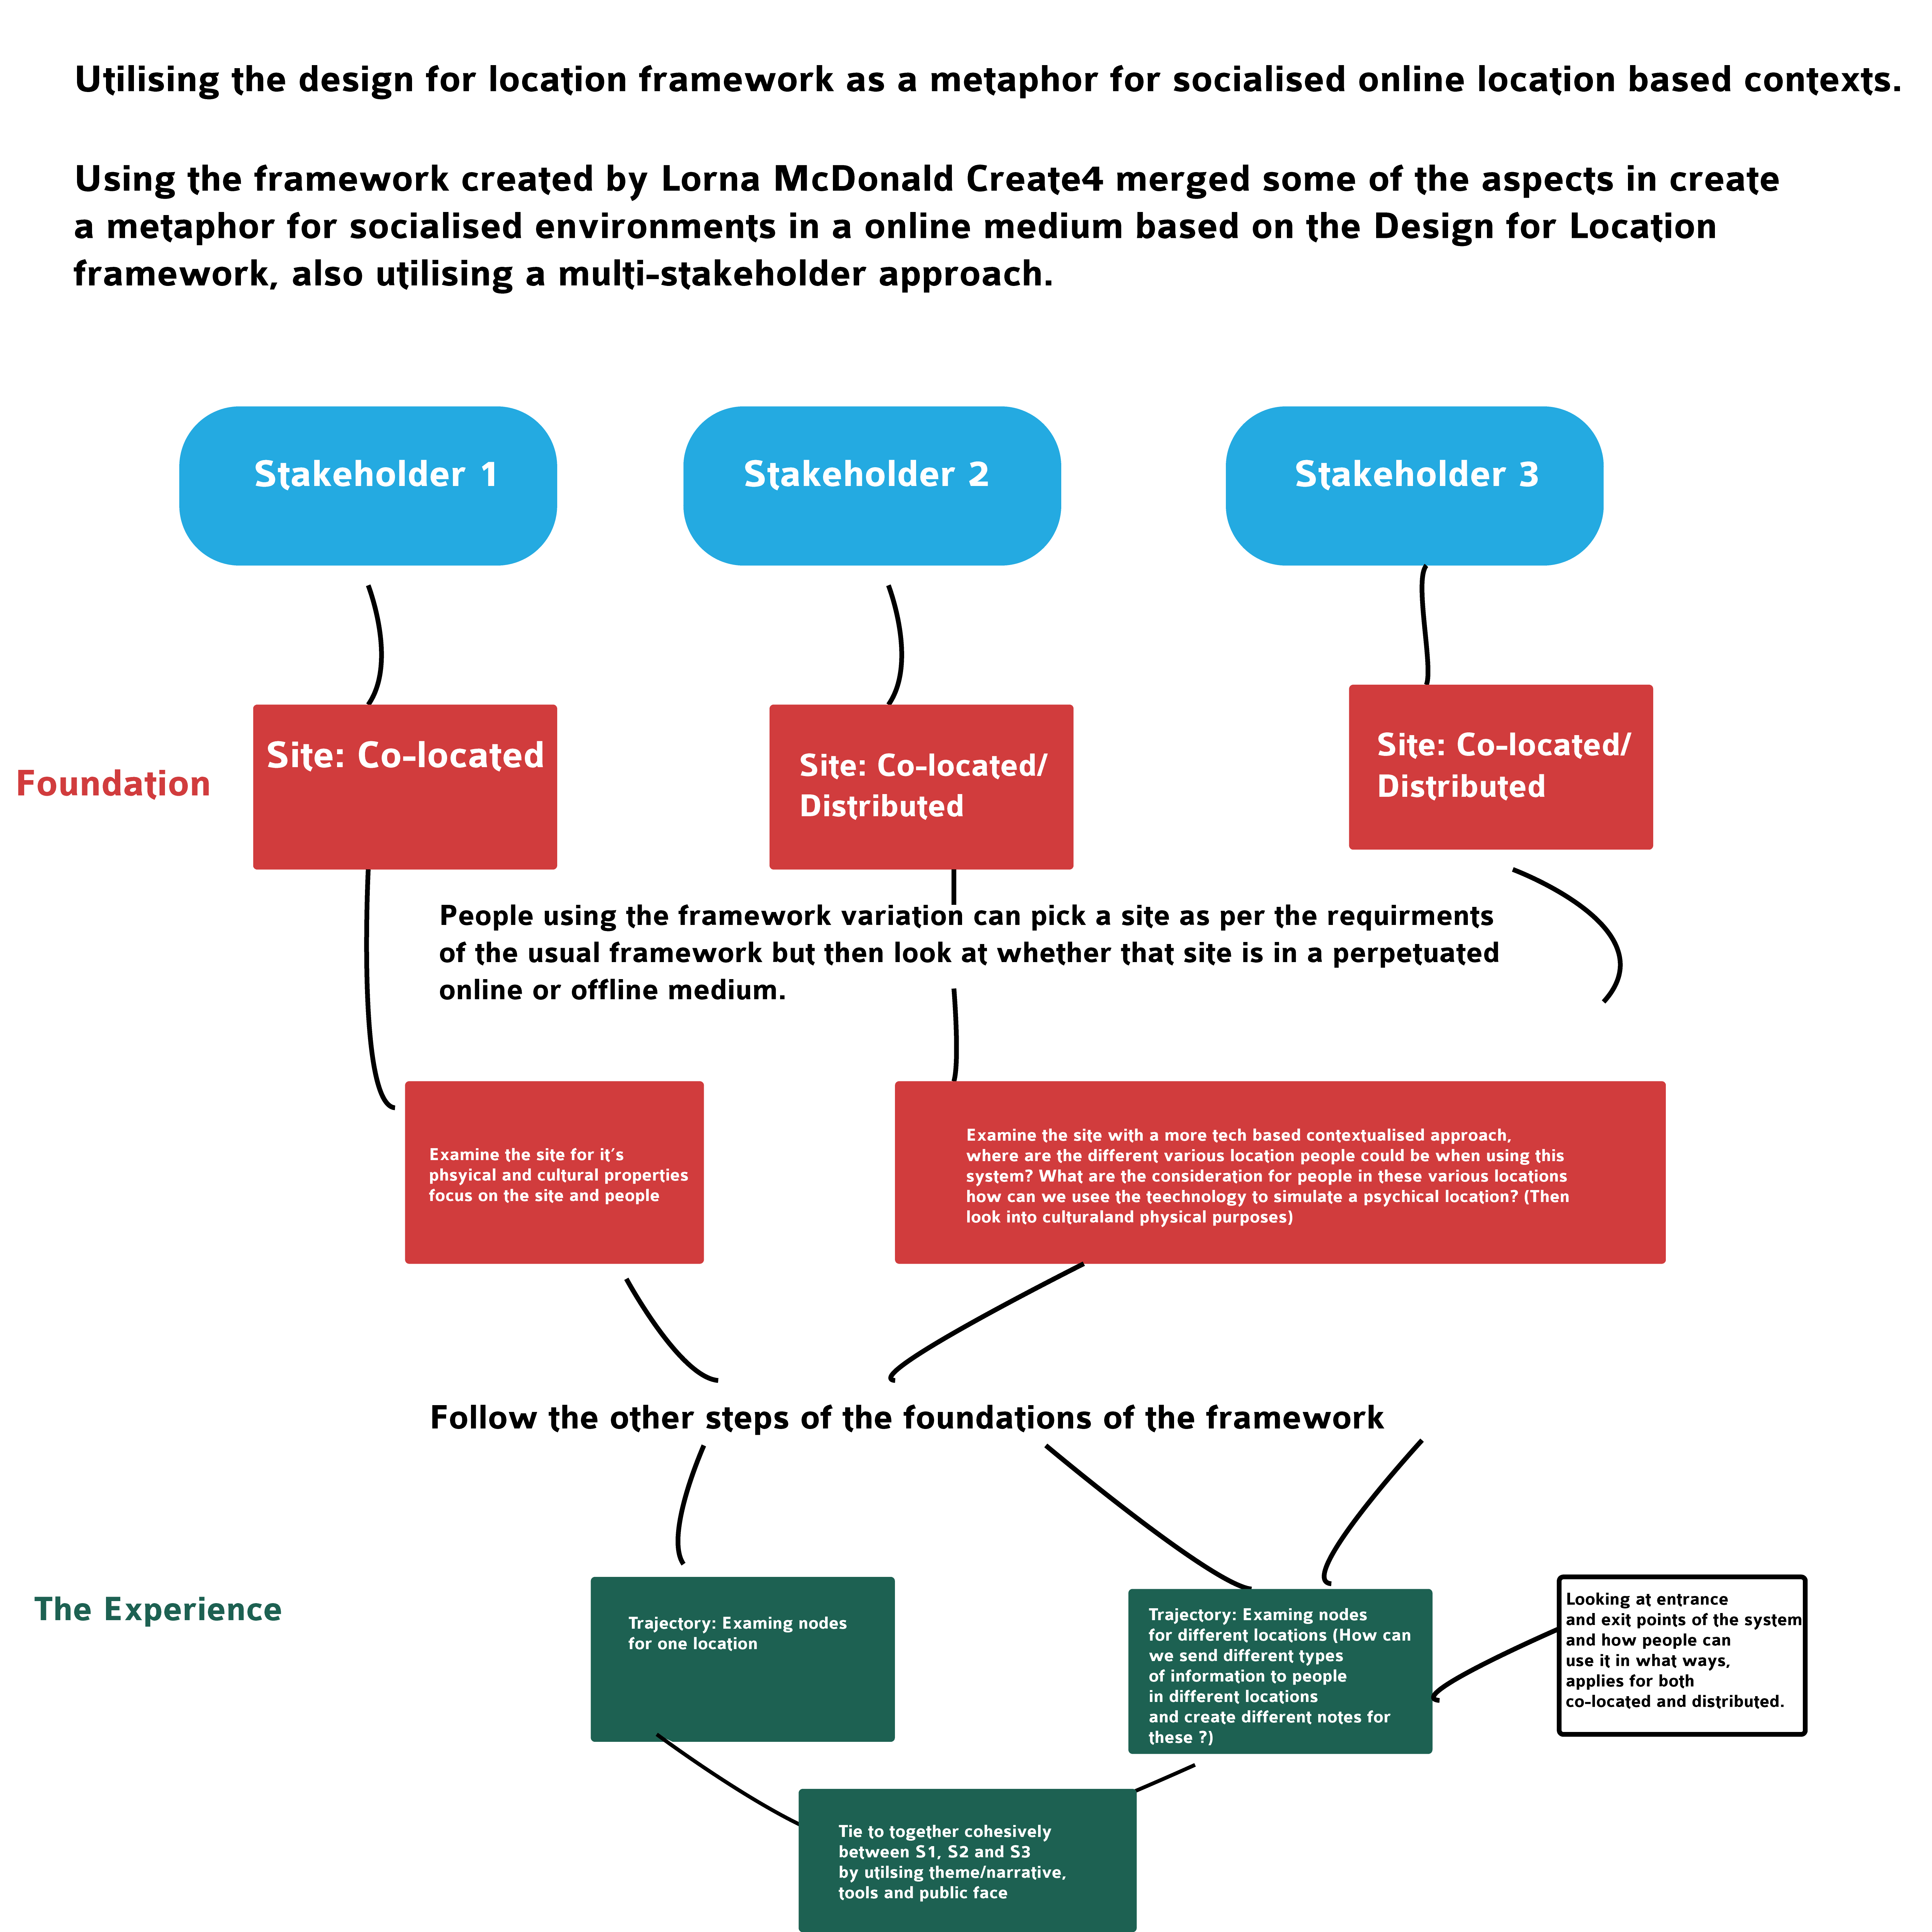 Utilising the design for location framework as a metaphor for socialised online location based contexts.
Using the framework created by Lorna McDonald Create4 merged some of the aspects in create
a metaphor for socialised environments in a online medium based on the Design for Location
framework, also utilising a multi-stakeholder approach.
Stakeholder 1
Stakeholder 2
Stakeholder 3
Foundation
Site: Co-located
Site: Co-located/
Distributed
Site: Co-located/
Distributed
People using the framework variation can pick a site as per the requirments
of the usual framework but then look at whether that site is in a perpetuated
online or offline medium.
Examine the site for it's
phsyical and cultural properties
focus on the site and people
Examine the site with a more tech based contextualised approach,
where are the different various location people could be when using this
system? What are the consideration for people in these various locations
how can we usee the teechnology to simulate a psychical location? (Then
look into culturaland physical purposes)
Follow the other steps of the foundations of the framework
The Experience
Trajectory: Examing nodes
for one location
Trajectory: Examing nodes
for different locations (How can
we send different types
of information to people
in different locations
and create different notes for
these ?)
Looking at entrance
and exit points of the system
and how people can
use it in what ways,
applies for both
co-located and distributed.
Tie to together cohesively
between S1, S2 and S3
by utilsing theme/narrative,
tools and public face